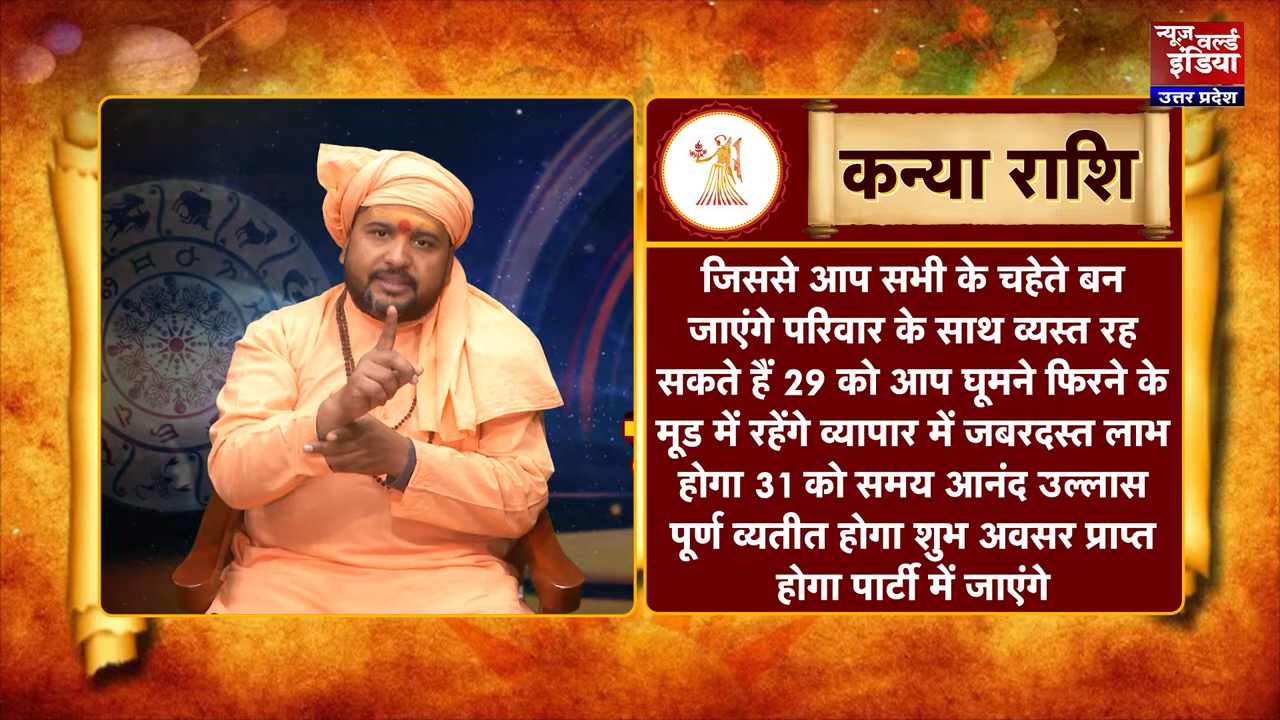 न्यूज़
वर्ल्ड
इंडिया
उत्तर प्रदेश
कन्या राशि
जिससे आप सभी के चहेते बन
जाएंगे परिवार के साथ व्यस्त रह
सकते हैं 29 को आप घूमने फिरने के
मूड में रहेंगे व्यापार में जबरदस्त लाभ
होगा 31 को समय आनंद उल्लास
पूर्ण व्यतीत होगा शुभ अवसर प्राप्त
होगा पार्टी में जाएंगे